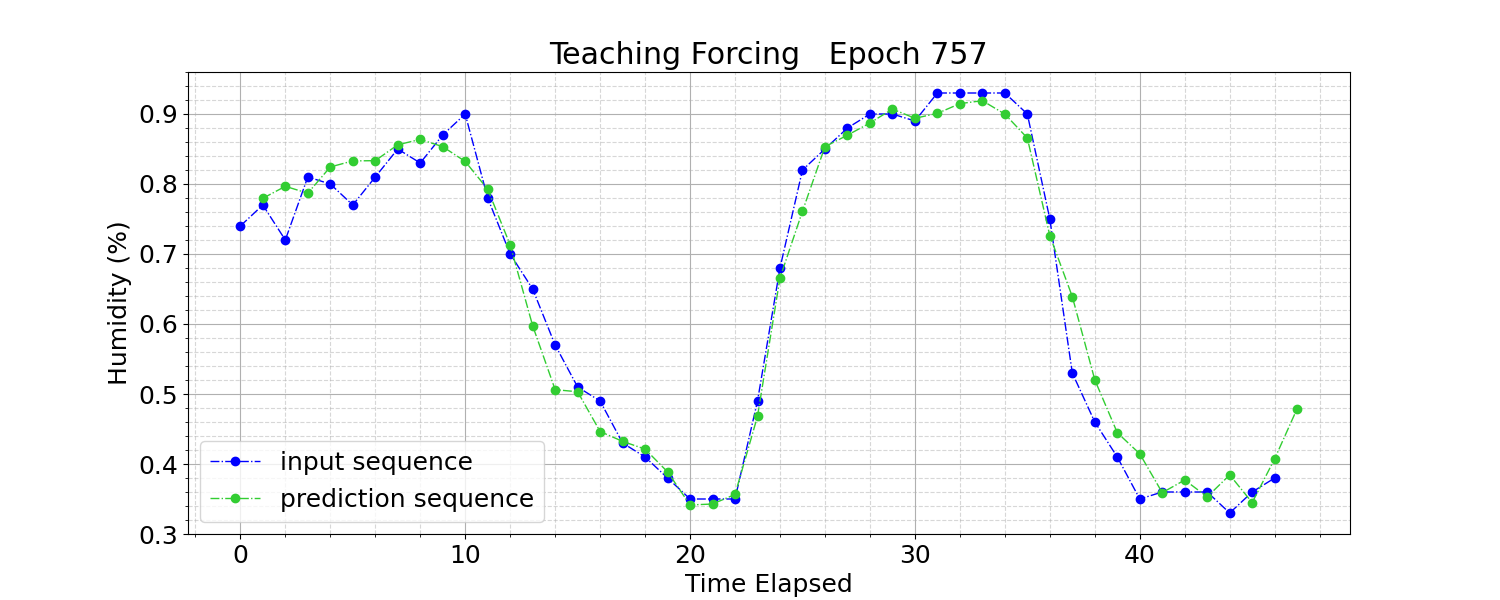 Teaching Forcing   Epoch 757
Humidity (%)
0.9
0.8
0.7
0.6
0.5
0.4
0.3
input sequence
prediction sequence
0 10 20 30 40
Time Elapsed